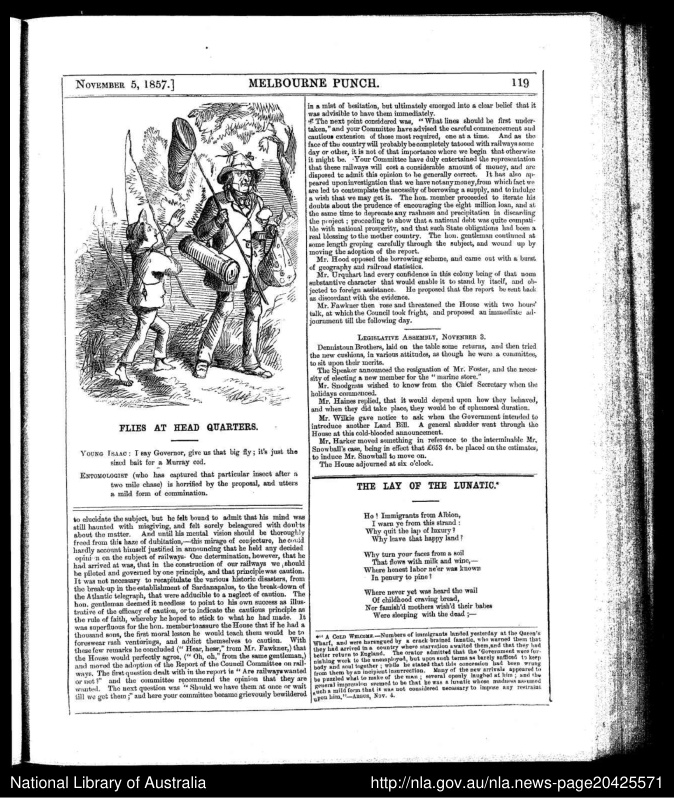 NOVEMBER 5, 1857.]
MELBOURNE PUNCH.
119
FLIES AT HEAD QUARTERS.
YOUNG ISAAC: I say Governor, give us that big fly; it's just the
sized bait for a Murray cod.
ENTOMOLOGIST (who has captured that particular insect after a
two mile chase) is horrified by the proposal, and utters
a mild form of commination.
to elucidate the subject, but he felt bound to admit that his mind was
still haunted with misgiving, and felt sorely beleagured with doubts
about the matter. And until his mental vision should be thoroughly
freed from this haze of dubitation,—this mirage of conjecture, he could
hardly account himself justified in announcing that he held any decided
opini n on the subject of railways. One determination, however, that he
had arrived at was, that in the construction of our railways we should
be piloted and governed by one principle, and that principle was caution.
It was not necessary to recapitulate the various historic disasters, from
the break-up in the establishment of Sardanapalus, to the break-down of
the Atlantic telegraph, that were adducible to a neglect of caution. The
hon. gentleman deemed it needless to point to his own success as illus-
trative of the efficacy of caution, or to indicate the cautious principle as
the rule of faith, whereby he hoped to stick to what he had made. It
was superfluous for the hon. member to assure the House that if he had a
thousand sons, the first moral lesson he would teach them would be to
forswear rash venturings, and addict themselves to caution. With
these few remarks he concluded (" Hear, hear," from Mr. Fawkner,) that
the House would perfectly agree, (" Oh, oh," from the same gentleman,)
and moved the adoption of the Report of the Council Committee on rail-
ways. The first question dealt with in the report is " Are railways wanted
or not?" and the committee recommend the opinion that they are
wanted. The next question was " Should we have them at once or wait
till we got them;" and here your committee became grievously bewildered
in a mist of hesitation, but ultimately emerged into a clear belief that it
was advisible to have them immediately.
The next point considered was, " What lines should be first under-
taken," and your Committee have advised the careful commencement and
cautious extension of those most required, one at a time. And as the
face of the country will probably be completely tatooed with railways some
day or other, it is not of that importance where we begin that otherwise
it might be. Your Committee have duly entertained the representation
that these railways will cost a considerable amount of money, and are
disposed to admit this opinion to be generally correct. It has also ap-
peared upon investigation that we have not any money, from which fact we
are led to contemplate the necessity of borrowing a supply, and to indulge
a wish that we may get it. The hon. member proceeded to iterate his
doubts about the prudence of encouraging the eight million loan, and at
the same time to deprecate any rashness and precipitation in discarding
the project; proceeding to show that a national debt was quite compati-
ble with national prosperity, and that such State obligations had been a
real blessing to the mother country. The hon. gentleman continued at
some length groping carefully through the subject, and wound up by
moving the adoption of the report.
Mr. Hood opposed the borrowing scheme, and came out with a burst
of geography and railroad statistics.
Mr. Urquhart had every confidence in this colony being of that noun
substantive character that would enable it to stand by itself, and ob-
jected to foreign assistance. He proposed that the report be sent back
as discordant with the evidence.
Mr. Fawkner then rose and threatened the House with two hours'
talk, at which the Council took fright, and proposed an immediate ad-
journment till the following day.
LEGISLATIVE ASSEMBLY, NOVEMBER 3.
Dennistoun Brothers, laid on the table some returns, and then tried
the new cushions, in various attitudes, as though he were a committee,
to sit upon their merits.
The Speaker announced the resignation of Mr. Foster, and the neces-
sity of electing a new member for the " marine store."
Mr. Snodgrass wished to know from the Chief Secretary when the
holidays commenced.
Mr. Haines replied, that it would depend upon how they behaved,
and when they did take place, they would be of ephemeral duration.
Mr. Wilkie gave notice to ask when the Government intended to
introduce another Land Bill. A general shudder went through the
House at this cold-blooded announcement.
Mr. Harker moved something in reference to the interminable Mr.
Snowball's case, being in effect that £653 4s. be placed on the estimates,
to induce Mr. Snowball to move on.
The House adjourned at six o'clock.
THE LAY OF THE LUNATIC.*
Ho! Immigrants from Albion,
I warn ye from this strand:
Why quit the lap of luxury?
Why leave that happy land?
Why turn your faces from a soil
That flows with milk and wine,—
Where honest labor ne'er was known
In penury to pine?
Where never yet was heard the wail
Of childhood craving bread,
Nor famish'd mothers wish'd their babes
Were sleeping with the dead;—
*" A COLD WELCOME.—Numbers of immigrants landed yesterday at the Queen's
Wharf, and were harangued by a crack brained fanatic, who warned them that
they had arrived in a country where starvation awaited them, and that they had
better return to England. The orator admitted that the Government was fur-
nishing work to the unemployed, but upon such terms as barely sufficed to keep
body and soul together; while he stated that this concession had been wrung
from them by an incipient insurrection. Many of the new arrivals appeared to
be puzzled what to make of the man; several openly laughed at him; and the
general impression seemed to be that he was a lunatic whose madness assumed
such a mild form that it was not considered necessary to impose any restraint
upon him."—ARGUS, Nov. 4.
National Library of Australia
http://nla.gov.au/nla.news-page20425571